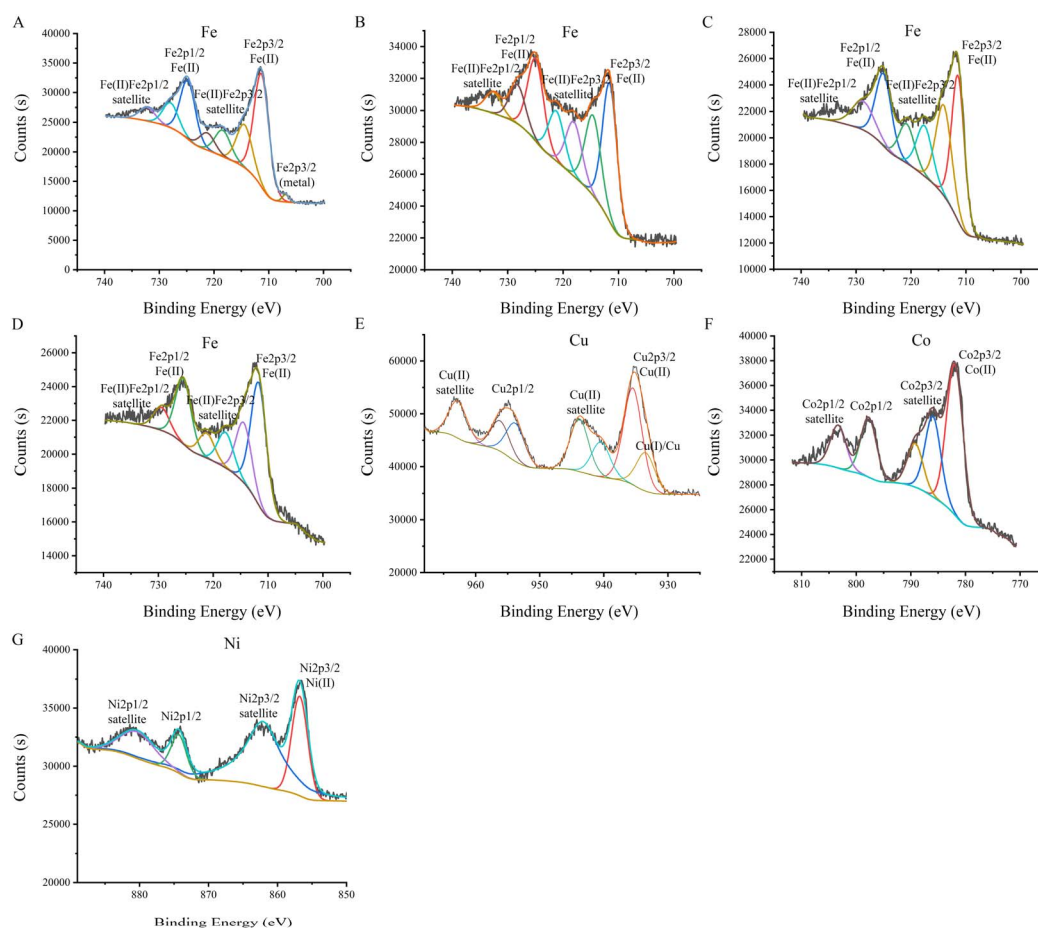 A
Fe
Fe2p1/2
Fe(II)
Fe2p3/2
Fe(II)
Fe(II)Fe2p1/2
satellite
Fe(II)Fe2p3/2
satellite
Fe2p3/2
(metal)
40000
35000
30000
25000
20000
15000
10000
5000
0
740 730 720 710 700
Counts (s)
Binding Energy (eV)
B
Fe
Fe2p1/2
Fe(II)
Fe(II)Fe2p1/2
satellite
Fe(II)Fe2p3/2
satellite
Fe2p3/2
Fe(II)
34000
32000
30000
28000
26000
24000
22000
20000
740 730 720 710 700
Counts (s)
Binding Energy (eV)
C
Fe
Fe2p1/2
Fe(II)
Fe2p3/2
Fe(II)
Fe(II)Fe2p1/2
satellite
Fe(II)Fe2p3/2
satellite
28000
26000
24000
22000
20000
18000
16000
14000
12000
10000
740 730 720 710 700
Counts (s)
Binding Energy (eV)
D
Fe
Fe2p1/2
Fe(II)
Fe2p3/2
Fe(II)
Fe(II)Fe2p1/2
satellite
Fe(II)Fe2p3/2
satellite
26000
24000
22000
20000
18000
16000
14000
740 730 720 710 700
Counts (s)
Binding Energy (eV)
E
Cu
Cu(II)
satellite
Cu2p1/2
Cu(II)
satellite
Cu2p3/2
Cu(II)
Cu(I)/Cu
60000
50000
40000
30000
20000
960 950 940 930
Counts (s)
Binding Energy (eV)
F
Co
Co2p3/2
Co(II)
Co2p3/2
satellite
Co2p1/2
satellite
Co2p1/2
38000
36000
34000
32000
30000
28000
26000
24000
22000
810 800 790 780 770
Counts (s)
Binding Energy (eV)
G
Ni
Ni2p3/2
Ni(II)
Ni2p1/2
satellite
Ni2p1/2
Ni2p3/2
satellite
40000
35000
30000
25000
20000
880 870 860 850
Counts (s)
Binding Energy (eV)